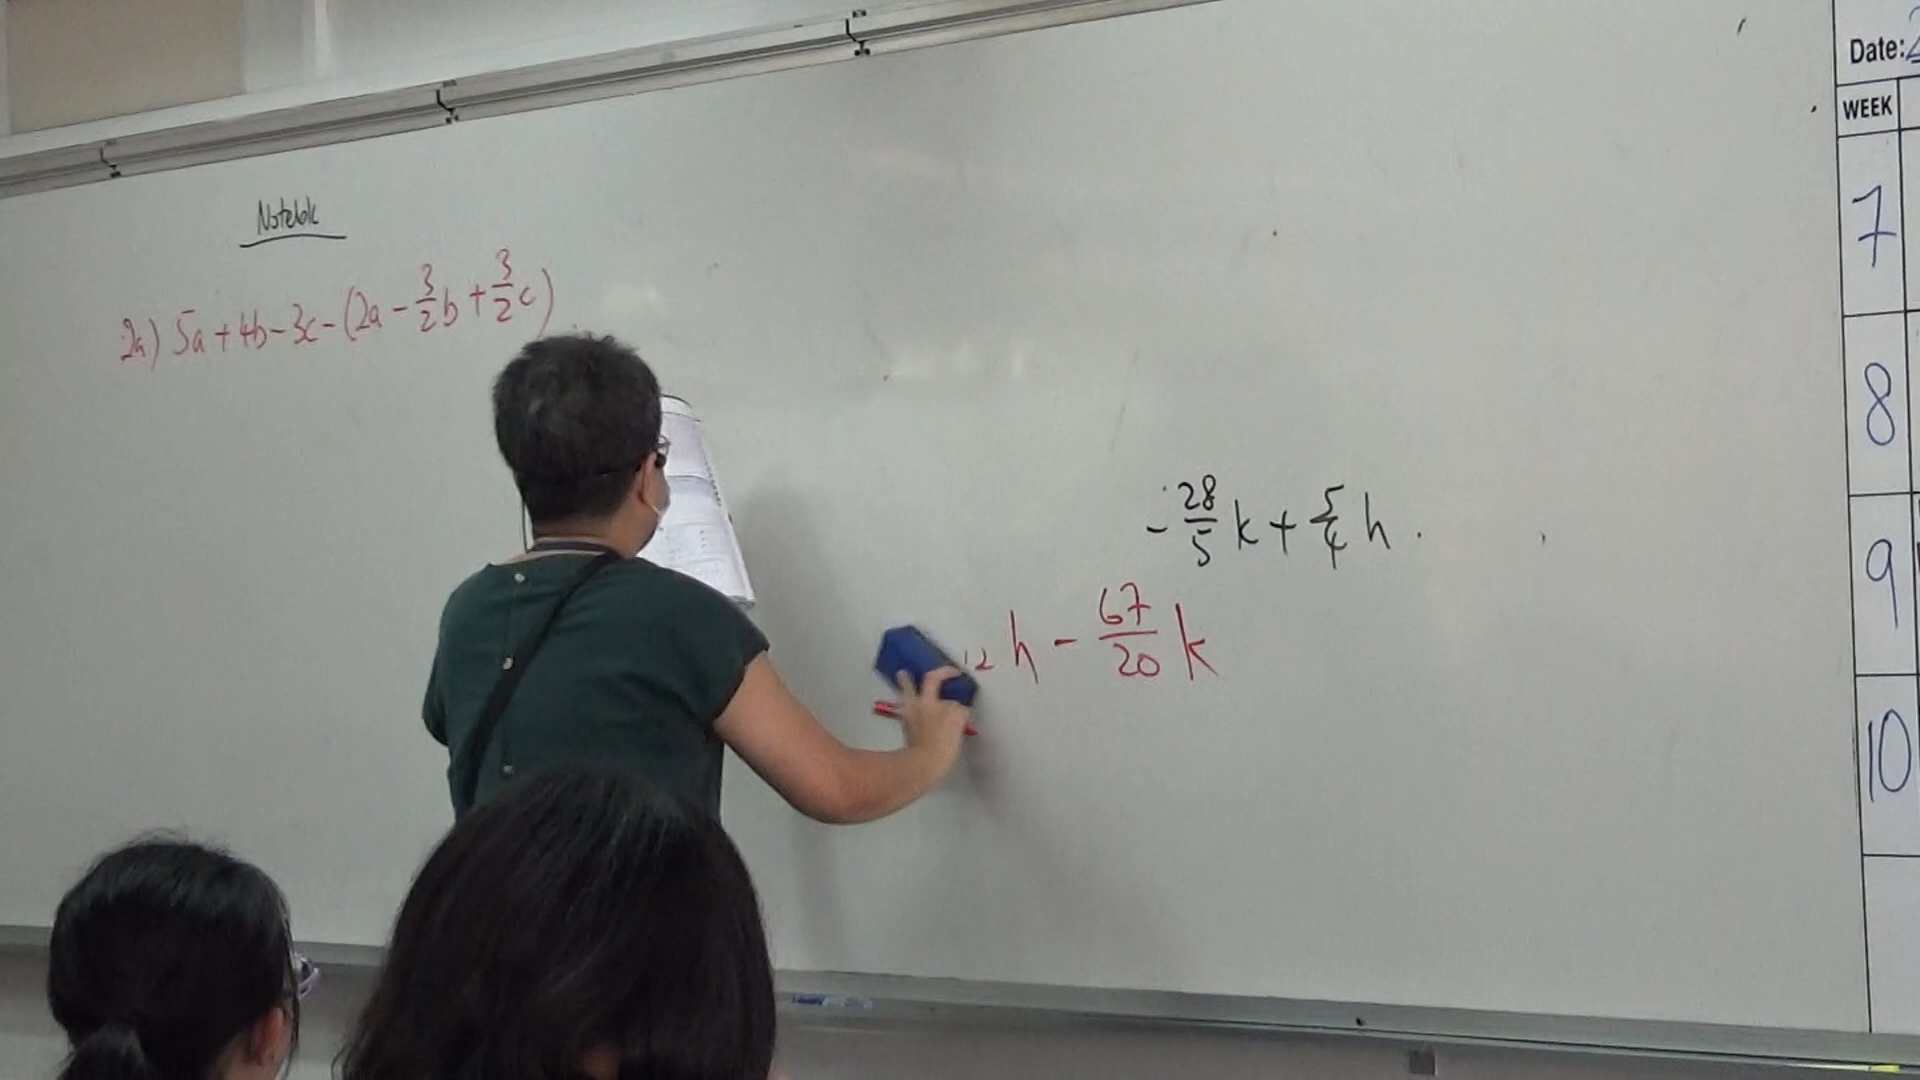 Notebk
2a) 5a + 4b - 3c - (2a - 3/2 b + 3/2 c)
- 28/5 k + 5/4 h .
12 h - 67/20 k
Date:
WEEK
7
8
9
10